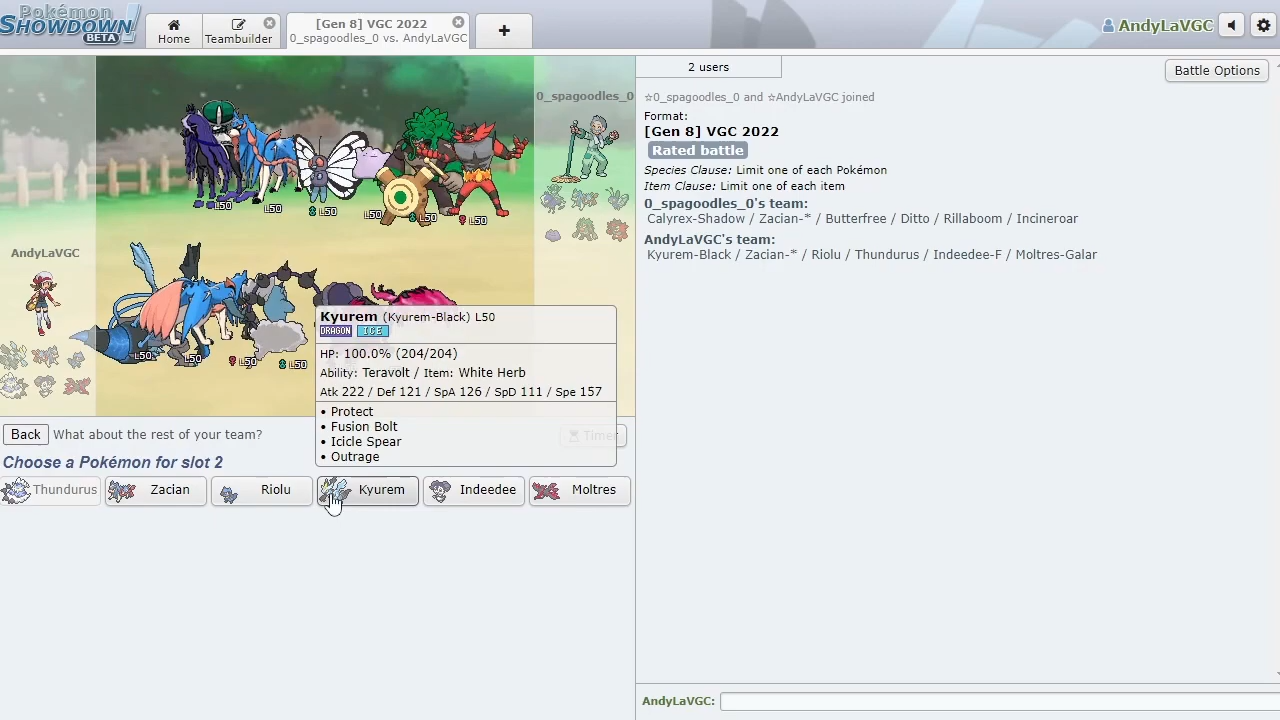 Pokémon
SHOWDOWN!
BETA
Home
Teambuilder
[Gen 8] VGC 2022
0_spagoodles_0 vs. AndyLaVGC
AndyLaVGC
2 users
Battle Options
☆0_spagoodles_0 and ☆AndyLaVGC joined
Format:
[Gen 8] VGC 2022
Rated battle
Species Clause: Limit one of each Pokémon
Item Clause: Limit one of each item
0_spagoodles_0's team:
Calyrex-Shadow / Zacian-* / Butterfree / Ditto / Rillaboom / Incineroar
AndyLaVGC's team:
Kyurem-Black / Zacian-* / Riolu / Thundurus / Indeedee-F / Moltres-Galar
0_spagoodles_0
L50 L50 L50 L50 L50 L50
AndyLaVGC
L50 L50 L50 L50
Kyurem (Kyurem-Black) L50
DRAGON ICE
HP: 100.0% (204/204)
Ability: Teravolt / Item: White Herb
Atk 222 / Def 121 / SpA 126 / SpD 111 / Spe 157
• Protect
• Fusion Bolt
• Icicle Spear
• Outrage
Back What about the rest of your team?
Timer
Choose a Pokémon for slot 2
Thundurus Zacian Riolu Kyurem Indeedee Moltres
AndyLaVGC: